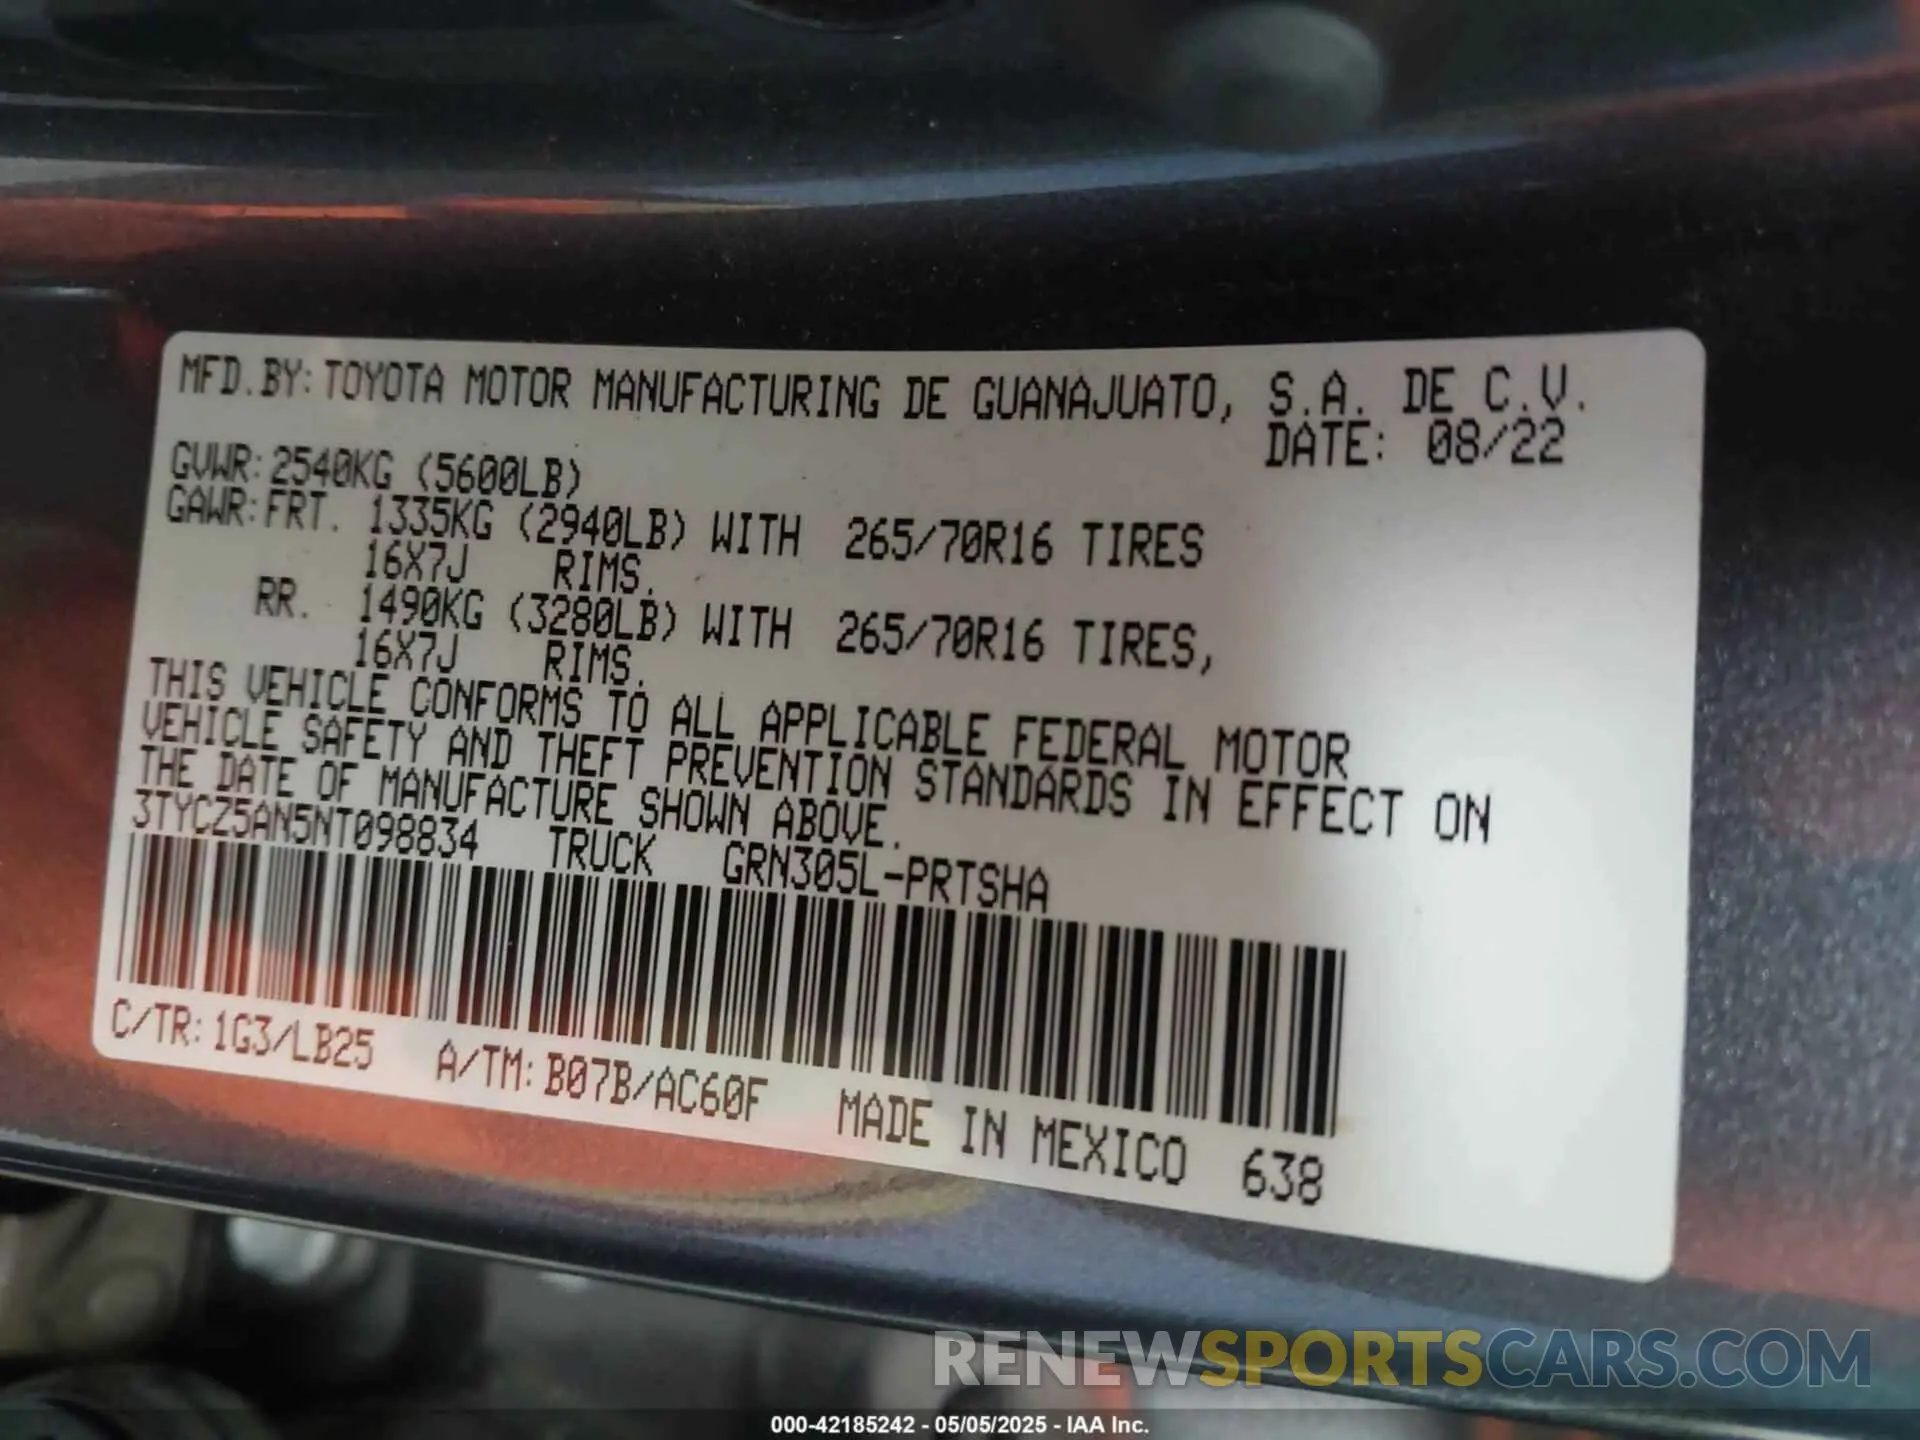 MFD.BY: TOYOTA MOTOR MANUFACTURING DE GUANAJUATO, S.A. DE C.V.
DATE: 08/22
GVWR: 2540KG (5600LB)
GAWR: FRT. 1335KG (2940LB) WITH 265/70R16 TIRES
16X7J RIMS.
RR. 1490KG (3280LB) WITH 265/70R16 TIRES,
16X7J RIMS.
THIS VEHICLE CONFORMS TO ALL APPLICABLE FEDERAL MOTOR
VEHICLE SAFETY AND THEFT PREVENTION STANDARDS IN EFFECT ON
THE DATE OF MANUFACTURE SHOWN ABOVE.
3TYCZ5AN5NT098834 TRUCK GRN305L-PRTSHA
C/TR: 1G3/LB25 A/TM: B07B/AC60F MADE IN MEXICO 638
RENEWSPORTSCARS.COM
000-42185242 - 05/05/2025 - IAA Inc.